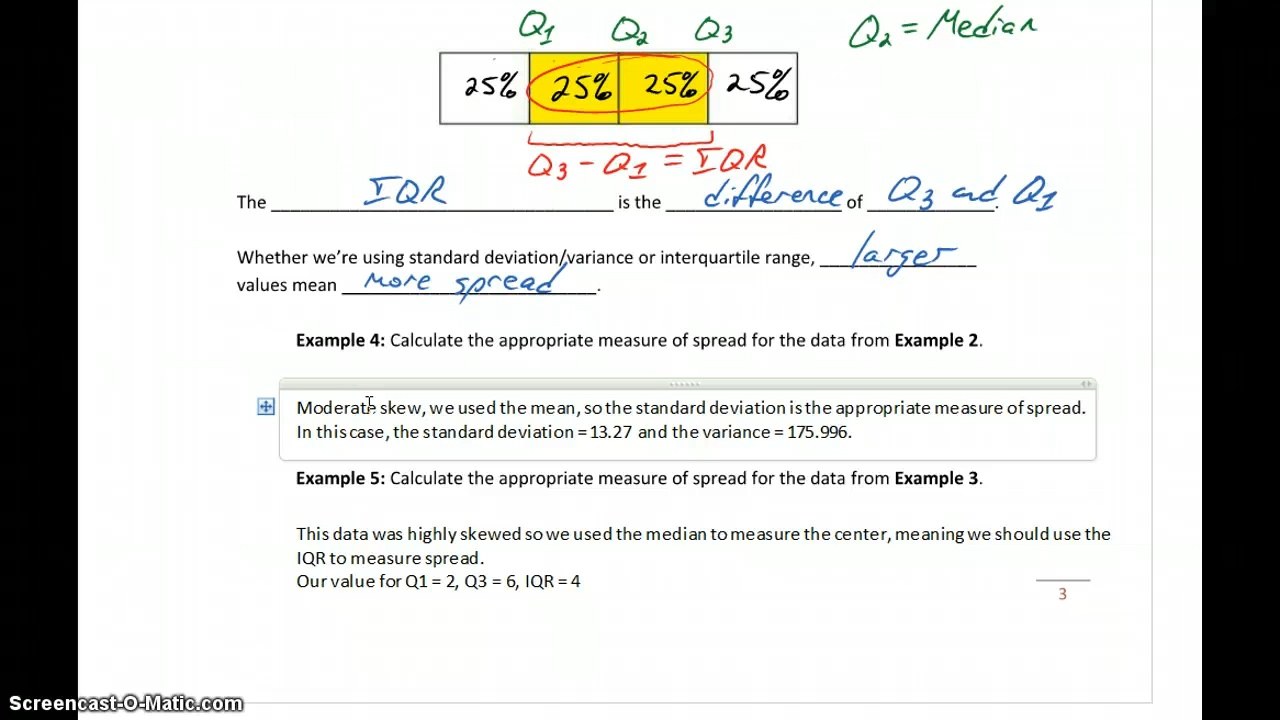 Q1 Q2 Q3 Q2 = Median
25% 25% 25% 25%
Q3 - Q1 = IQR
The IQR is the difference of Q3 and Q1.
Whether we're using standard deviation/variance or interquartile range, larger
values mean more spread.
Example 4: Calculate the appropriate measure of spread for the data from Example 2.
Moderate skew, we used the mean, so the standard deviation is the appropriate measure of spread.
In this case, the standard deviation = 13.27 and the variance = 175.996.
Example 5: Calculate the appropriate measure of spread for the data from Example 3.
This data was highly skewed so we used the median to measure the center, meaning we should use the
IQR to measure spread.
Our value for Q1 = 2, Q3 = 6, IQR = 4
3
Screencast-O-Matic.com